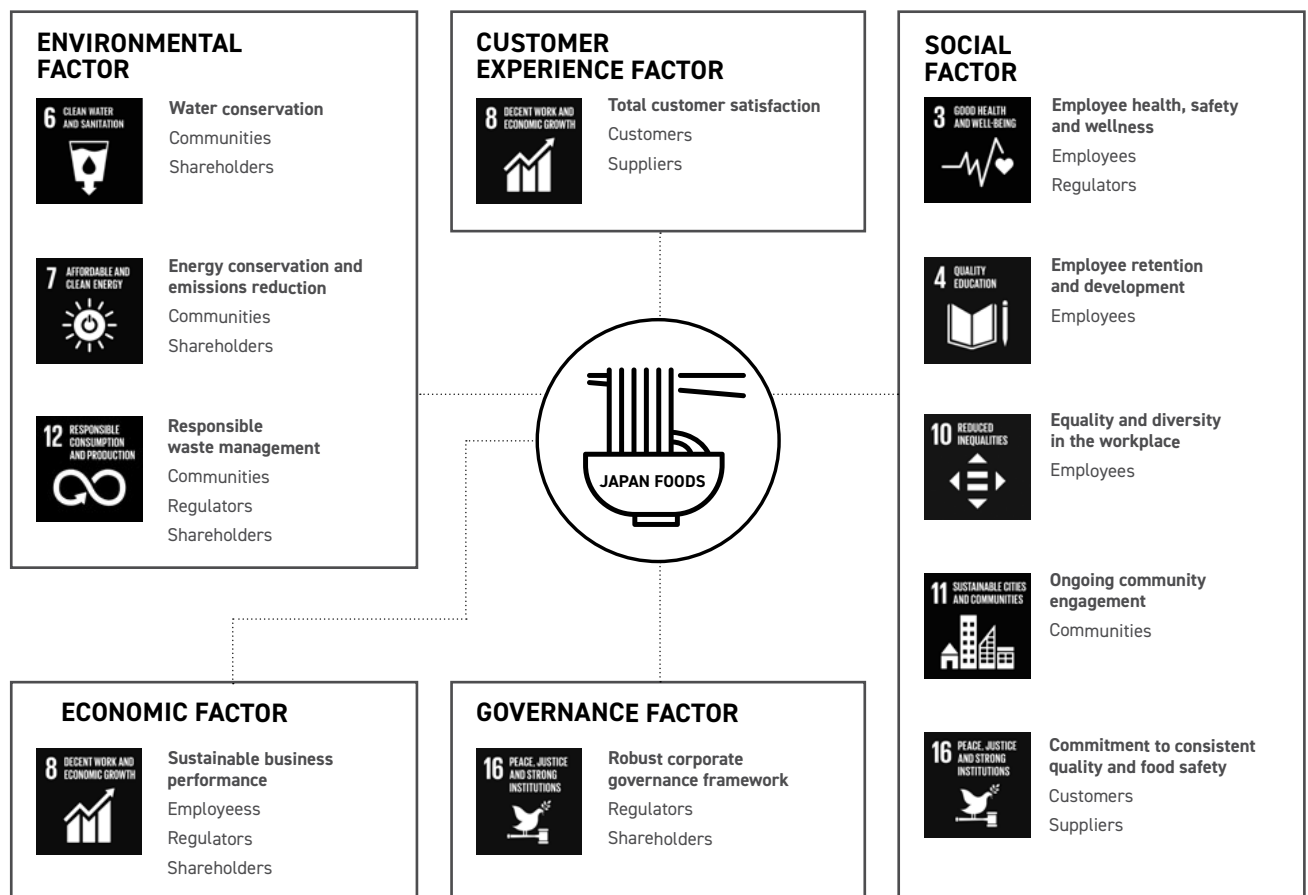 ENVIRONMENTAL
FACTOR
6 CLEAN WATER
AND SANITATION
Water conservation
Communities
Shareholders
7 AFFORDABLE AND
CLEAN ENERGY
Energy conservation and
emissions reduction
Communities
Shareholders
12 RESPONSIBLE
CONSUMPTION
AND PRODUCTION
Responsible
waste management
Communities
Regulators
Shareholders
CUSTOMER
EXPERIENCE FACTOR
8 DECENT WORK AND
ECONOMIC GROWTH
Total customer satisfaction
Customers
Suppliers
SOCIAL
FACTOR
3 GOOD HEALTH
AND WELL-BEING
Employee health, safety
and wellness
Employees
Regulators
4 QUALITY
EDUCATION
Employee retention
and development
Employees
10 REDUCED
INEQUALITIES
Equality and diversity
in the workplace
Employees
11 SUSTAINABLE CITIES
AND COMMUNITIES
Ongoing community
engagement
Communities
16 PEACE, JUSTICE
AND STRONG
INSTITUTIONS
Commitment to consistent
quality and food safety
Customers
Suppliers
JAPAN FOODS
ECONOMIC FACTOR
8 DECENT WORK AND
ECONOMIC GROWTH
Sustainable business
performance
Employeess
Regulators
Shareholders
GOVERNANCE FACTOR
16 PEACE, JUSTICE
AND STRONG
INSTITUTIONS
Robust corporate
governance framework
Regulators
Shareholders